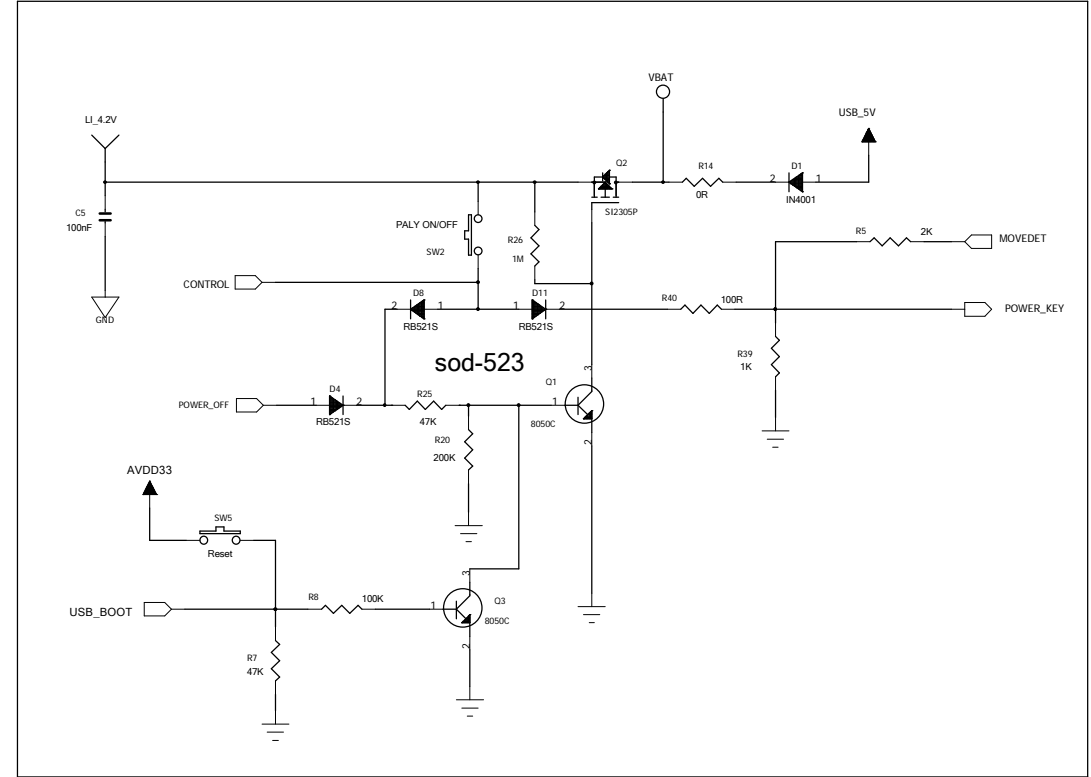 VBAT
USB_5V
LI_4.2V
Q2
R14
D1
2 1
0R
IN4001
SI2305P
C5
100nF
PALY ON/OFF
SW2
R26
1M
R5
2K
MOVEDET
CONTROL
GND
D8
2 1
RB521S
D11
1 2
RB521S
R40
100R
POWER_KEY
sod-523
R39
1K
Q1
3
1
8050C
2
POWER_OFF
D4
1 2
RB521S
R25
47K
R20
200K
AVDD33
SW5
Reset
USB_BOOT
R8
100K
3
1
Q3
8050C
2
R7
47K